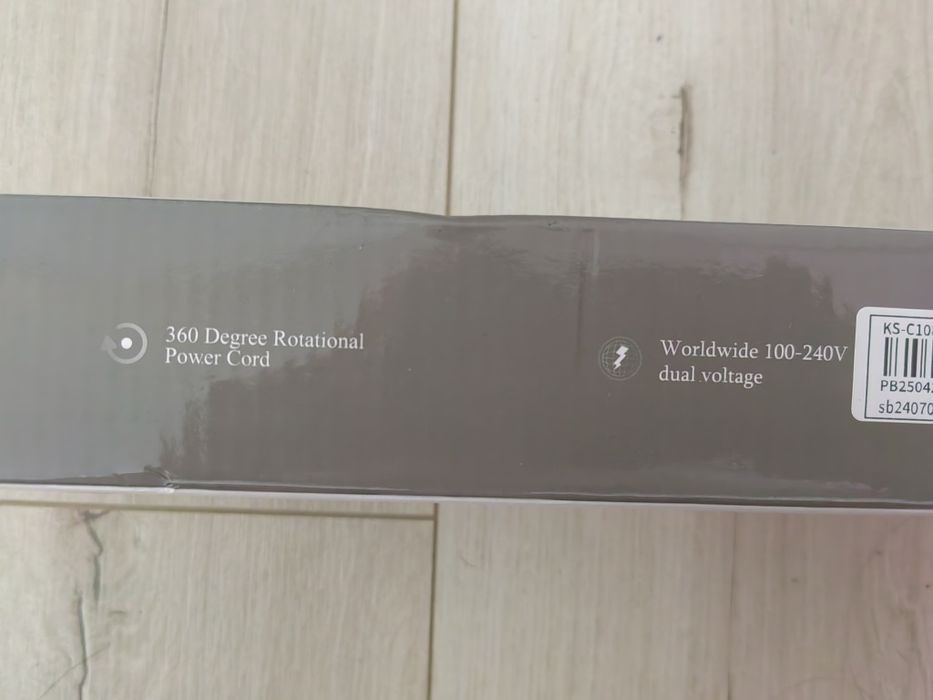 360 Degree Rotational
Power Cord
Worldwide 100-240V
dual voltage